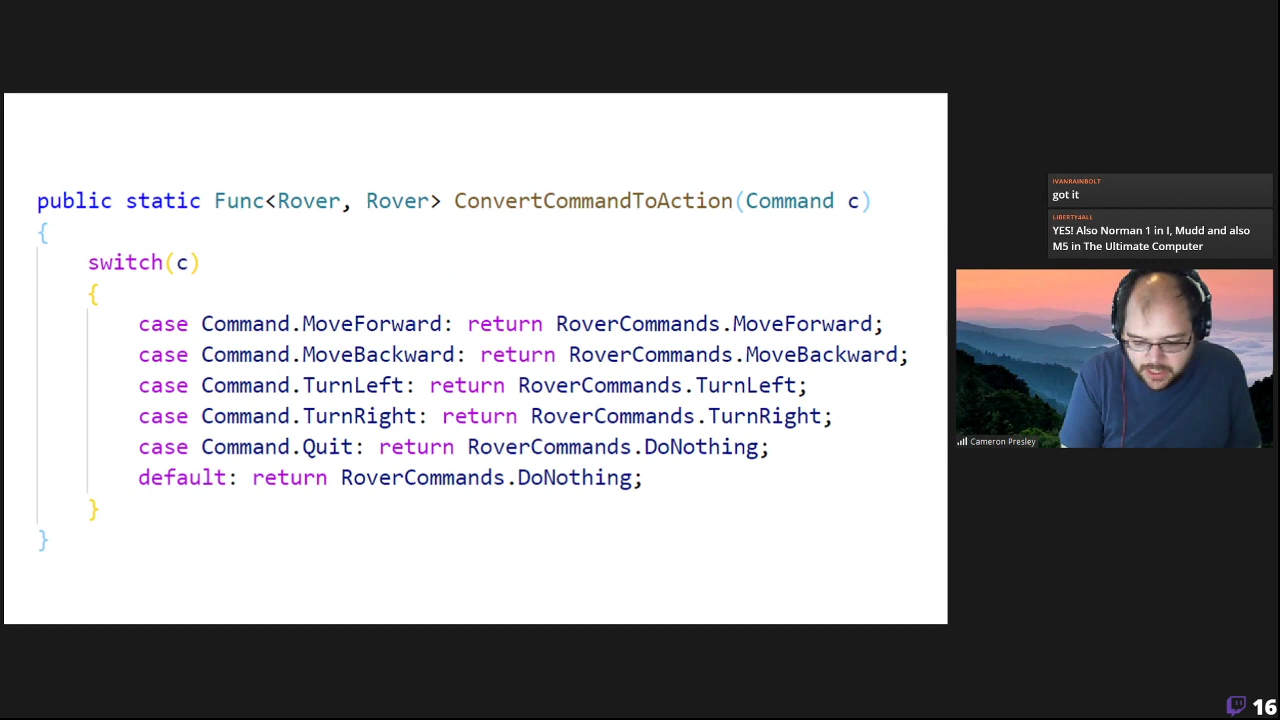 public static Func<Rover, Rover> ConvertCommandToAction(Command c)
{
switch(c)
{
case Command.MoveForward: return RoverCommands.MoveForward;
case Command.MoveBackward: return RoverCommands.MoveBackward;
case Command.TurnLeft: return RoverCommands.TurnLeft;
case Command.TurnRight: return RoverCommands.TurnRight;
case Command.Quit: return RoverCommands.DoNothing;
default: return RoverCommands.DoNothing;
}
}
IVANRAINBOLT
got it
LIBERTY4ALL
YES! Also Norman 1 in I, Mudd and also
M5 in The Ultimate Computer
Cameron Presley
16